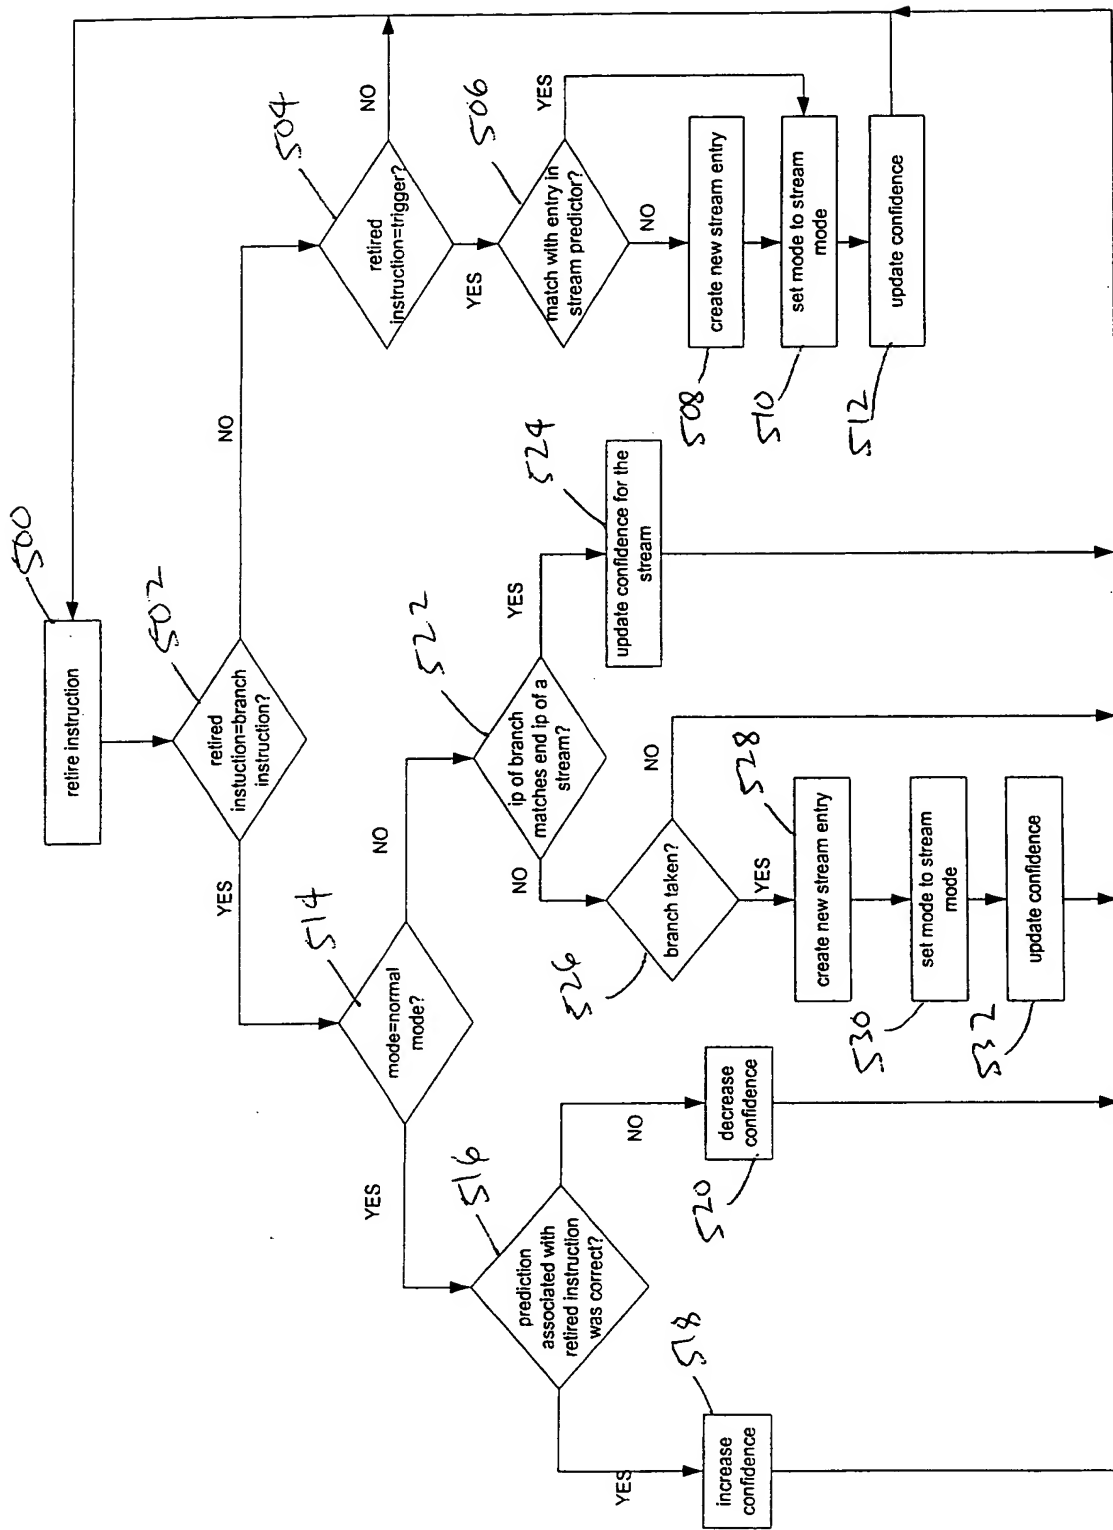 500
retire instruction
502
retired
instuction=branch
instruction?
YES
NO
504
retired
instruction=trigger?
NO
YES
506
match with entry in
stream predictor?
YES
NO
508
create new stream entry
510
set mode to stream
mode
512
update confidence
514
mode=normal
mode?
YES
NO
516
prediction
associated with
retired instruction
was correct?
YES
NO
518
increase
confidence
520
decrease
confidence
522
ip of branch
matches end ip of a
stream?
YES
NO
524
update confidence for the
stream
526
branch taken?
NO
YES
528
create new stream entry
530
set mode to stream
mode
532
update confidence